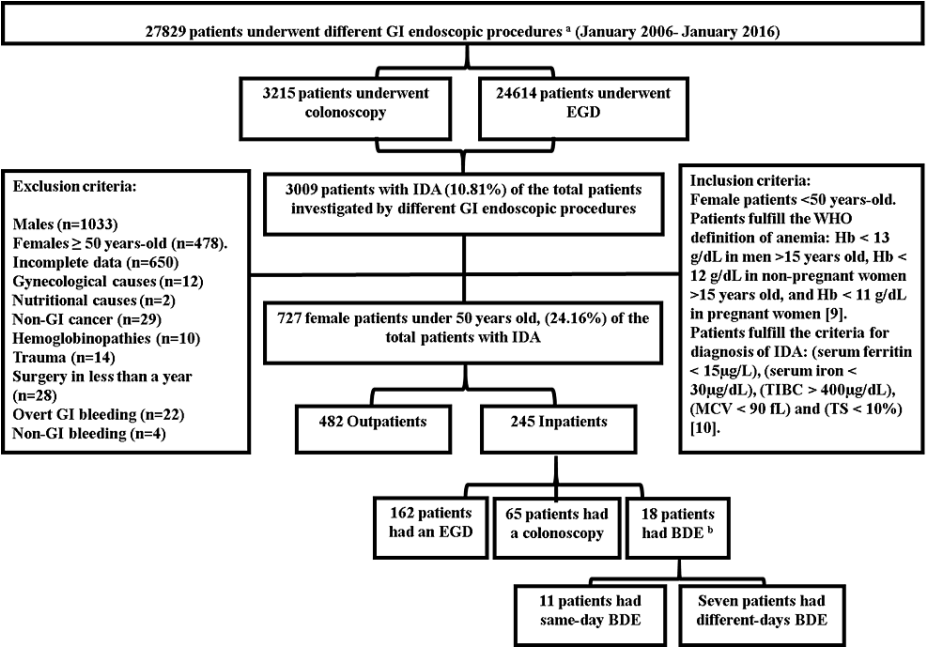 27829 patients underwent different GI endoscopic procedures ᵃ (January 2006- January 2016)
3215 patients underwent
colonoscopy
24614 patients underwent
EGD
3009 patients with IDA (10.81%) of the total patients
investigated by different GI endoscopic procedures
Exclusion criteria:
Males (n=1033)
Females ≥ 50 years-old (n=478).
Incomplete data (n=650)
Gynecological causes (n=12)
Nutritional causes (n=2)
Non-GI cancer (n=29)
Hemoglobinopathies (n=10)
Trauma (n=14)
Surgery in less than a year
(n=28)
Overt GI bleeding (n=22)
Non-GI bleeding (n=4)
Inclusion criteria:
Female patients <50 years-old.
Patients fulfill the WHO
definition of anemia: Hb < 13
g/dL in men >15 years old, Hb <
12 g/dL in non-pregnant women
>15 years old, and Hb < 11 g/dL
in pregnant women [9].
Patients fulfill the criteria for
diagnosis of IDA: (serum ferritin
< 15µg/L), (serum iron <
30µg/dL), (TIBC > 400µg/dL),
(MCV < 90 fL) and (TS < 10%)
[10].
727 female patients under 50 years old, (24.16%) of the
total patients with IDA
482 Outpatients
245 Inpatients
162 patients
had an EGD
65 patients had
a colonoscopy
18 patients
had BDE ᵇ
11 patients had
same-day BDE
Seven patients had
different-days BDE